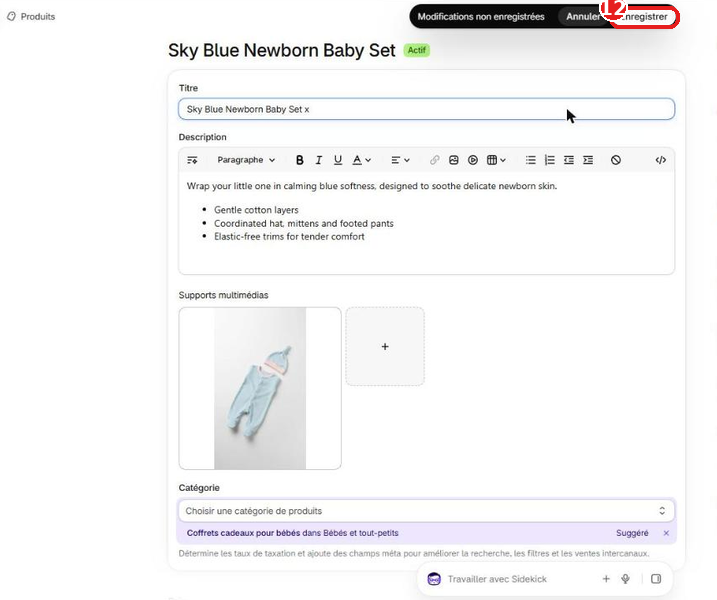 Produits
Modifications non enregistrées
Annuler
Enregistrer
12
Sky Blue Newborn Baby Set
Actif
Titre
Sky Blue Newborn Baby Set x
Description
Paragraphe
B I U A
Wrap your little one in calming blue softness, designed to soothe delicate newborn skin.
• Gentle cotton layers
• Coordinated hat, mittens and footed pants
• Elastic-free trims for tender comfort
Supports multimédias
+
Catégorie
Choisir une catégorie de produits
Coffrets cadeaux pour bébés dans Bébés et tout-petits Suggéré ×
Détermine les taux de taxation et ajoute des champs méta pour améliorer la recherche, les filtres et les ventes intercanaux.
Travailler avec Sidekick